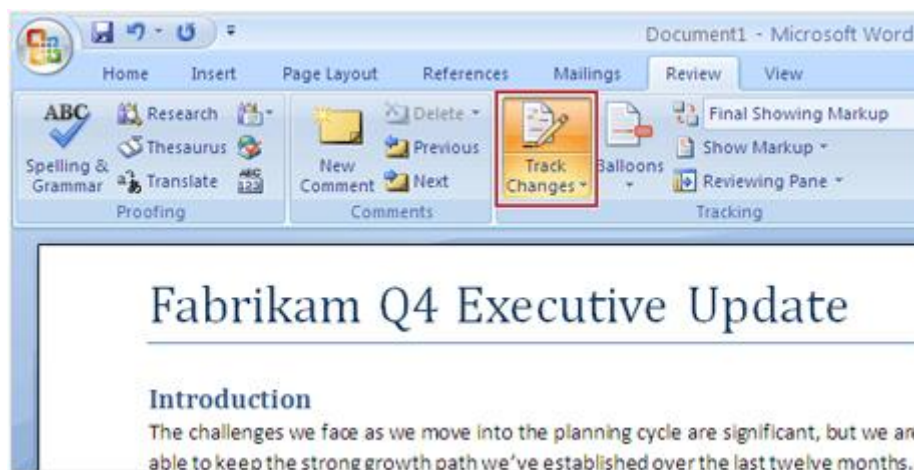 Document1 - Microsoft Word
Home Insert Page Layout References Mailings Review View
ABC Research Delete Final Showing Markup
Thesaurus Previous Show Markup
Spelling & Grammar Translate ABC 123 New Comment Next Track Changes Balloons Reviewing Pane
Proofing Comments Tracking
Fabrikam Q4 Executive Update
Introduction
The challenges we face as we move into the planning cycle are significant, but we are
able to keep the strong growth path we've established over the last twelve months.